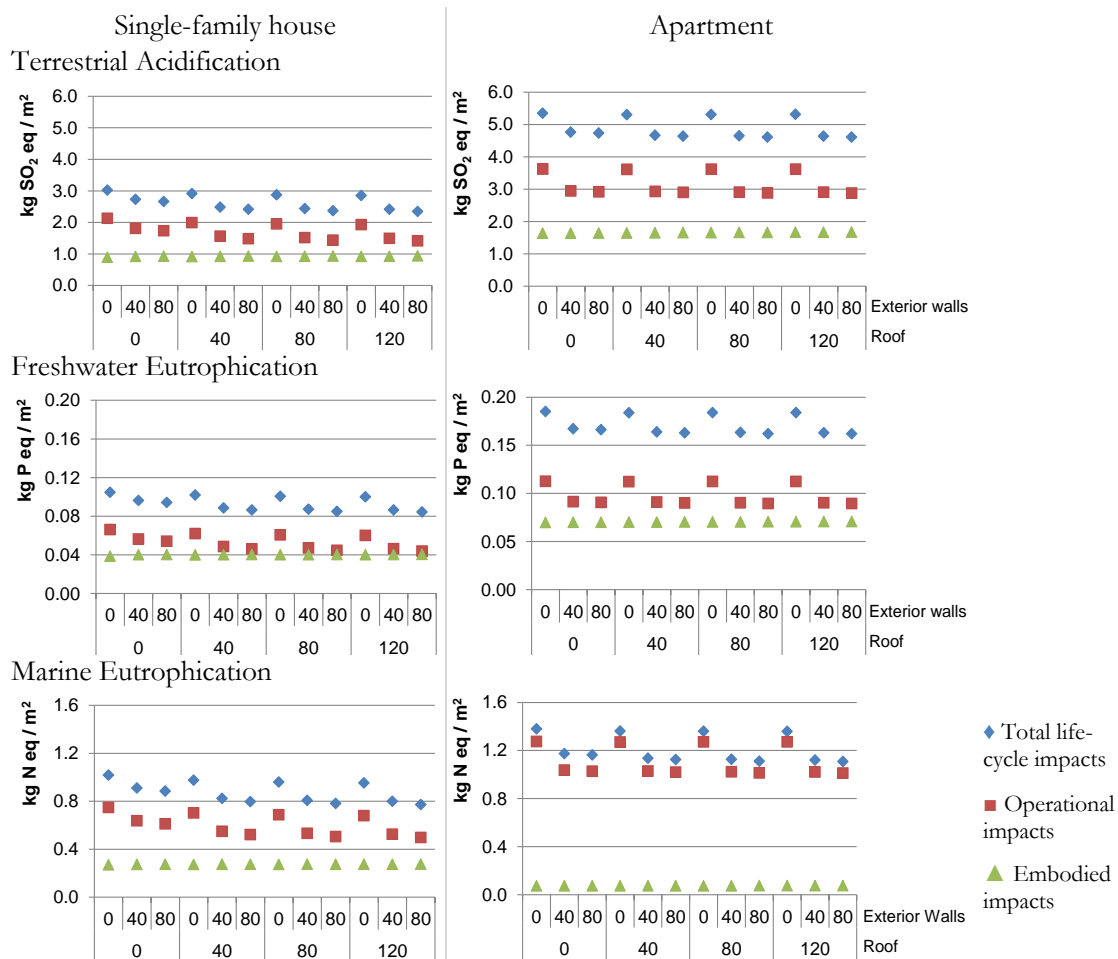 Single-family house
Apartment
Terrestrial Acidification
kg SO2 eq / m²
6.0
5.0
4.0
3.0
2.0
1.0
0.0
0 40 80 0 40 80 0 40 80 0 40 80
0 40 80 120
kg SO2 eq / m²
6.0
5.0
4.0
3.0
2.0
1.0
0.0
0 40 80 0 40 80 0 40 80 0 40 80 Exterior walls
0 40 80 120 Roof
Freshwater Eutrophication
kg P eq / m²
0.20
0.16
0.12
0.08
0.04
0.00
0 40 80 0 40 80 0 40 80 0 40 80
0 40 80 120
kg P eq / m²
0.20
0.15
0.10
0.05
0.00
0 40 80 0 40 80 0 40 80 0 40 80 Exterior walls
0 40 80 120 Roof
Marine Eutrophication
kg N eq / m²
1.6
1.2
0.8
0.4
0.0
0 40 80 0 40 80 0 40 80 0 40 80
0 40 80 120
kg N eq / m²
1.6
1.2
0.8
0.4
0.0
0 40 80 0 40 80 0 40 80 0 40 80 Exterior Walls
0 40 80 120 Roof
Total life-
cycle impacts
Operational
impacts
Embodied
impacts